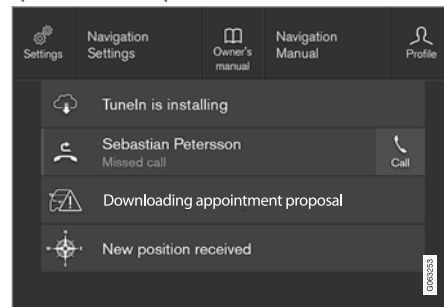 Settings
Navigation
Settings
Owner's
manual
Navigation
Manual
Profile
TuneIn is installing
Sebastian Petersson
Missed call
Call
Downloading appointment proposal
New position received
G063253